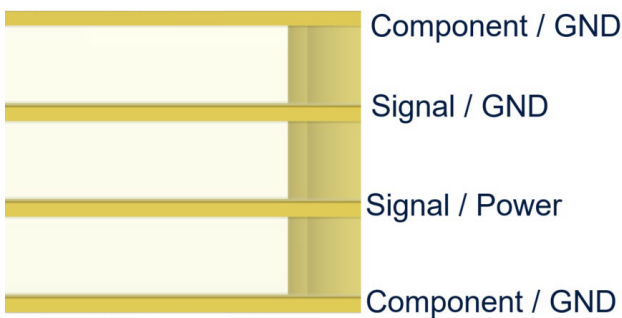 Component / GND
Signal / GND
Signal / Power
Component / GND